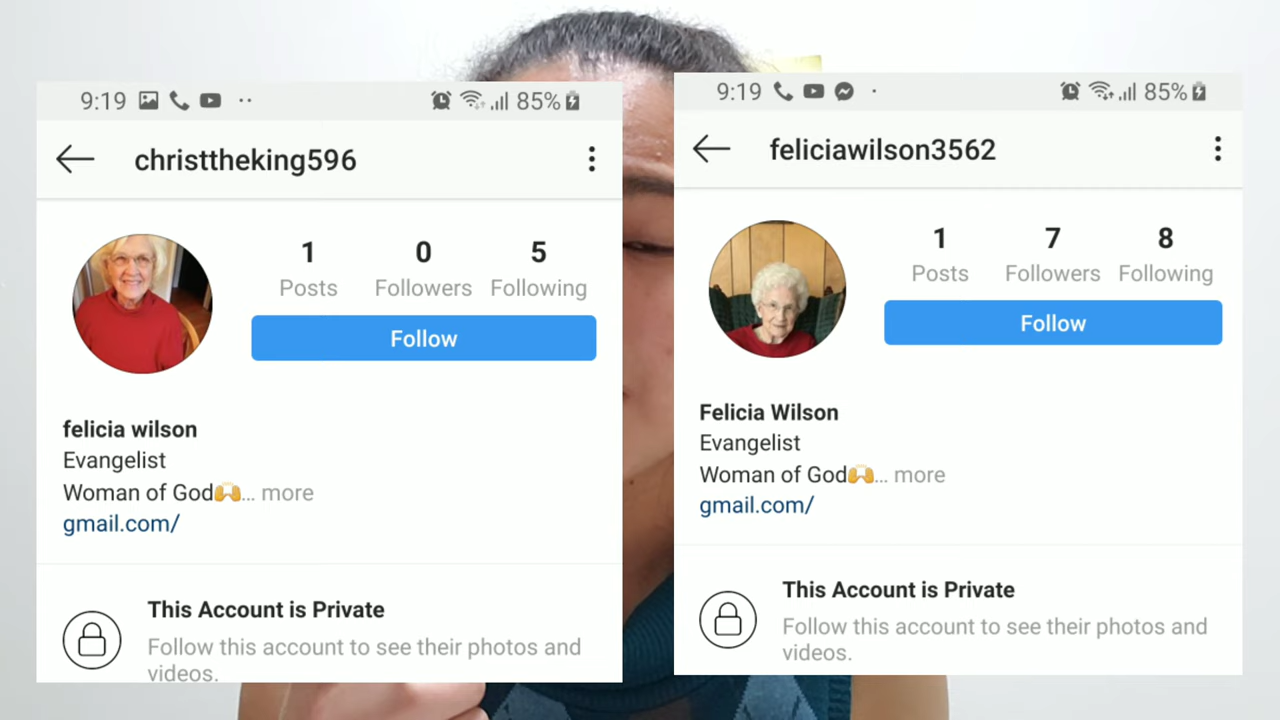 9:19
85%
christtheking596
1
0
5
Posts
Followers
Following
Follow
felicia wilson
Evangelist
Woman of God🙌... more
gmail.com/
This Account is Private
Follow this account to see their photos and
videos.
9:19
85%
feliciawilson3562
1
7
8
Posts
Followers
Following
Follow
Felicia Wilson
Evangelist
Woman of God🙌... more
gmail.com/
This Account is Private
Follow this account to see their photos and
videos.